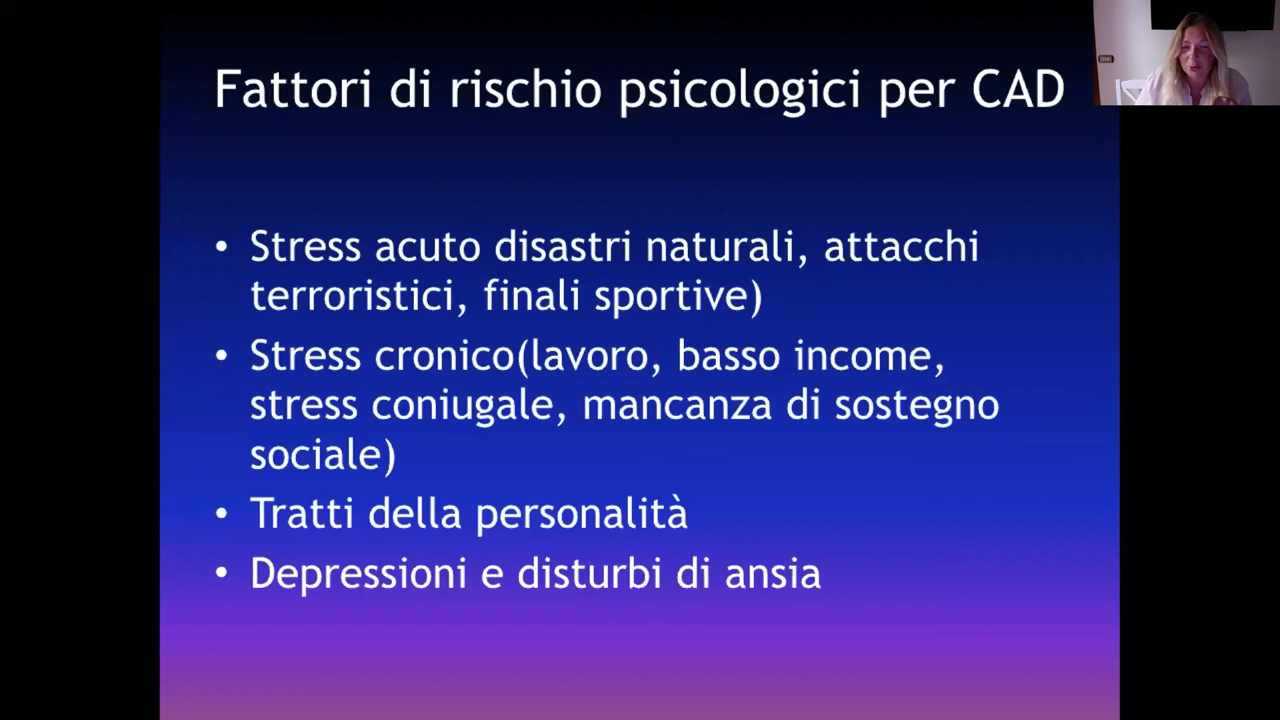 Fattori di rischio psicologici per CAD
• Stress acuto disastri naturali, attacchi
terroristici, finali sportive)
• Stress cronico(lavoro, basso income,
stress coniugale, mancanza di sostegno
sociale)
• Tratti della personalità
• Depressioni e disturbi di ansia